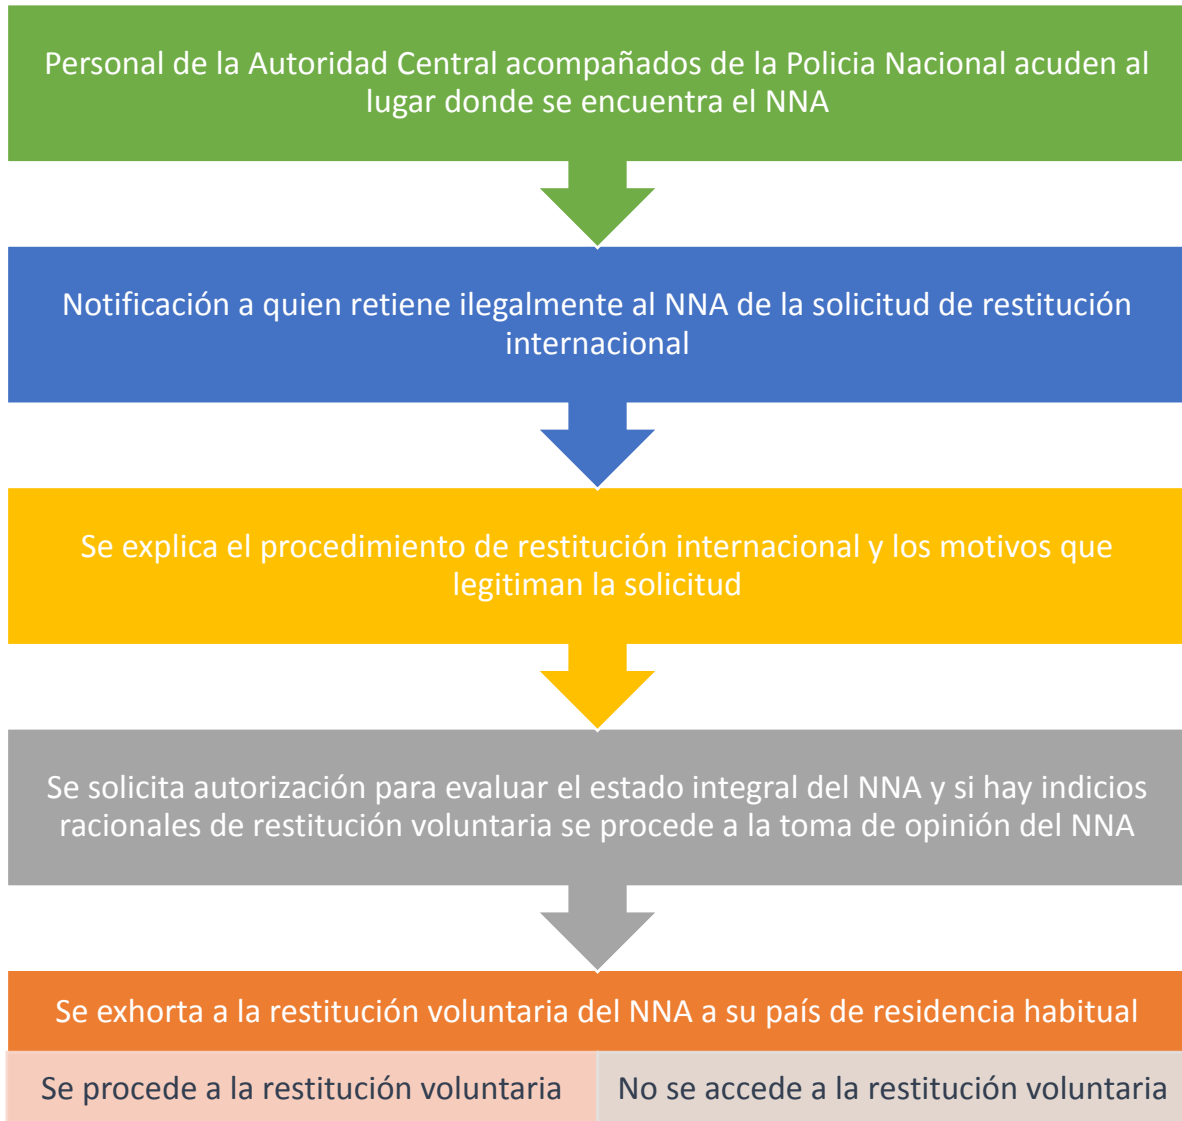 Personal de la Autoridad Central acompañados de la Policia Nacional acuden al
lugar donde se encuentra el NNA
Notificación a quien retiene ilegalmente al NNA de la solicitud de restitución
internacional
Se explica el procedimiento de restitución internacional y los motivos que
legitiman la solicitud
Se solicita autorización para evaluar el estado integral del NNA y si hay indicios
racionales de restitución voluntaria se procede a la toma de opinión del NNA
Se exhorta a la restitución voluntaria del NNA a su país de residencia habitual
Se procede a la restitución voluntaria
No se accede a la restitución voluntaria